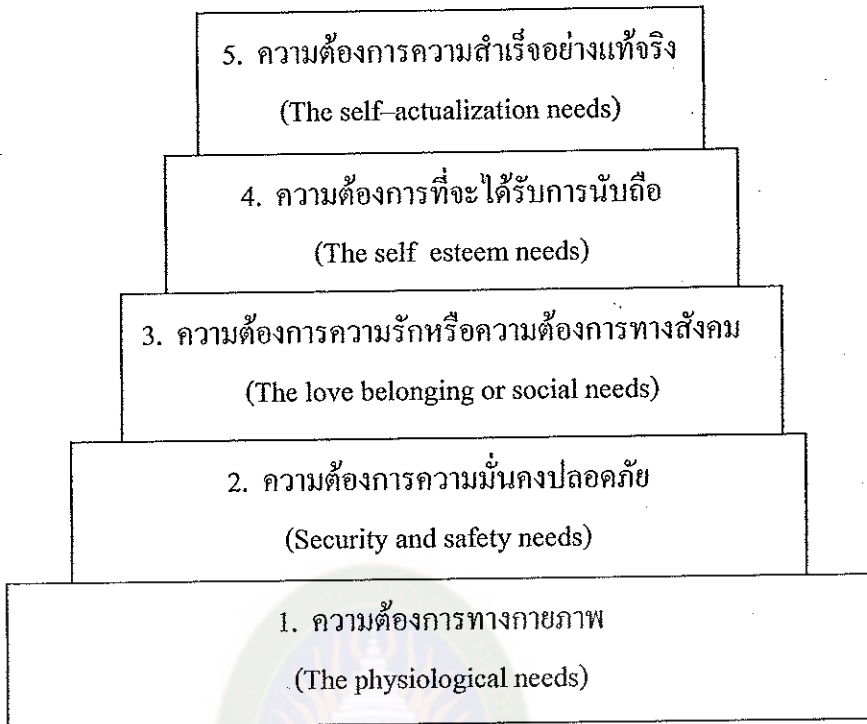 5. ความต้องการความสำเร็จอย่างแท้จริง
(The self–actualization needs)
4. ความต้องการที่จะได้รับการนับถือ
(The self esteem needs)
3. ความต้องการความรักหรือความต้องการทางสังคม
(The love belonging or social needs)
2. ความต้องการความมั่นคงปลอดภัย
(Security and safety needs)
1. ความต้องการทางกายภาพ
(The physiological needs)